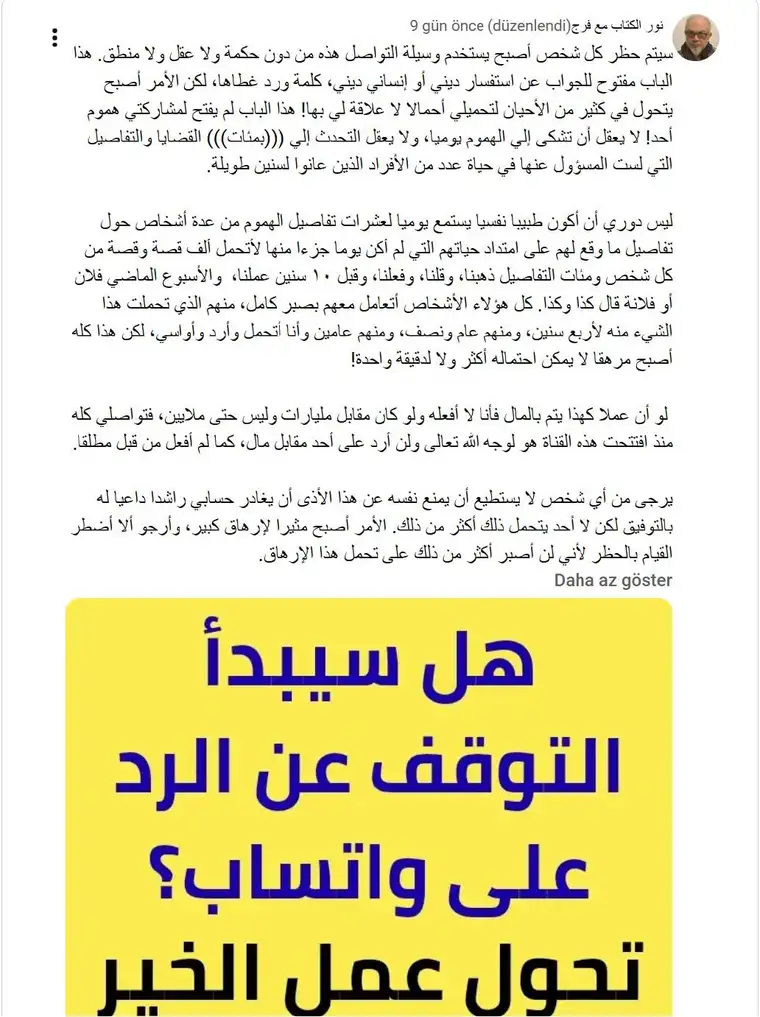 نور الكتاب مع فرج
9 gün önce (düzenlendi)
سيتم حظر كل شخص أصبح يستخدم وسيلة التواصل هذه من دون حكمة ولا عقل ولا منطق. هذا
الباب مفتوح للجواب عن استفسار ديني أو إنساني ديني، كلمة ورد غطاها، لكن الأمر أصبح
يتحول في كثير من الأحيان لتحميلي أحمالا لا علاقة لي بها! هذا الباب لم يفتح لمشاركتي هموم
أحد! لا يعقل أن تشكى إلي الهموم يوميا، ولا يعقل التحدث إلي (((بمئات))) القضايا والتفاصيل
التي لست المسؤول عنها في حياة عدد من الأفراد الذين عانوا لسنين طويلة.
ليس دوري أن أكون طبيبا نفسيا يستمع يوميا لعشرات تفاصيل الهموم من عدة أشخاص حول
تفاصيل ما وقع لهم على امتداد حياتهم التي لم أكن يوما جزءا منها لأتحمل ألف قصة وقصة من
كل شخص ومئات التفاصيل ذهبنا، وقلنا، وفعلنا، وقبل ١٠ سنين عملنا، والأسبوع الماضي فلان
أو فلانة قال كذا وكذا. كل هؤلاء الأشخاص أتعامل معهم بصبر كامل، منهم الذي تحملت هذا
الشيء منه لأربع سنين، ومنهم عام ونصف، ومنهم عامين وأنا أتحمل وأرد وأواسي، لكن هذا كله
أصبح مرهقا لا يمكن احتماله أكثر ولا لدقيقة واحدة!
لو أن عملا كهذا يتم بالمال فأنا لا أفعله ولو كان مقابل مليارات وليس حتى ملايين، فتواصلي كله
منذ افتتحت هذه القناة هو لوجه الله تعالى ولن أرد على أحد مقابل مال، كما لم أفعل من قبل مطلقا.
يرجى من أي شخص لا يستطيع أن يمنع نفسه عن هذا الأذى أن يغادر حسابي راشدا داعيا له
بالتوفيق لكن لا أحد يتحمل ذلك أكثر من ذلك. الأمر أصبح مثيرا لإرهاق كبير، وأرجو ألا أضطر
القيام بالحظر لأني لن أصبر أكثر من ذلك على تحمل هذا الإرهاق.
Daha az göster
هل سيبدأ
التوقف عن الرد
على واتساب؟
تحول عمل الخير